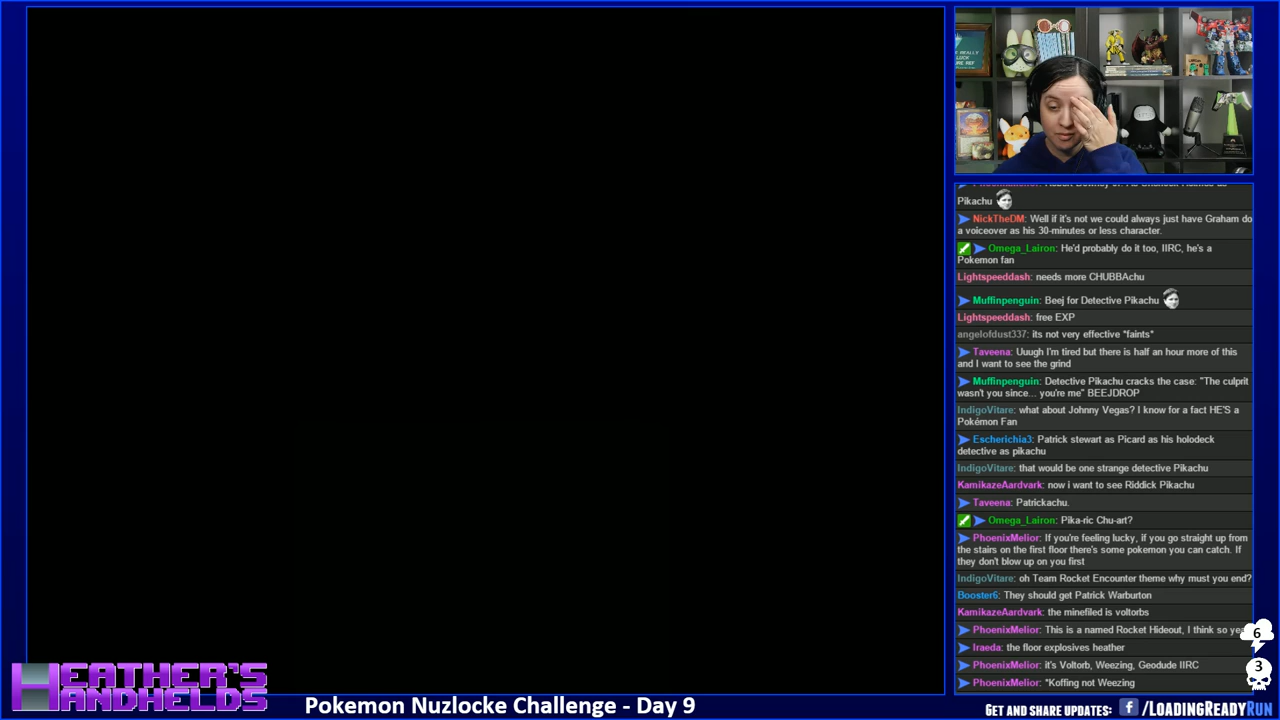 Pikachu
NickTheDM: Well if it's not we could always just have Graham do
a voiceover as his 30-minutes or less character.
Omega_Lairon: He'd probably do it too, IIRC, he's a
Pokemon fan
Lightspeeddash: needs more CHUBBAchu
Muffinpenguin: Beej for Detective Pikachu
Lightspeeddash: free EXP
angelofdust337: its not very effective *faints*
Taveena: Uuugh I'm tired but there is half an hour more of this
and I want to see the grind
Muffinpenguin: Detective Pikachu cracks the case: "The culprit
wasn't you since... you're me" BEEJDROP
IndigoVitare: what about Johnny Vegas? I know for a fact HE'S a
Pokémon Fan
Escherichia3: Patrick stewart as Picard as his holodeck
detective as pikachu
IndigoVitare: that would be one strange detective Pikachu
KamikazeAardvark: now i want to see Riddick Pikachu
Taveena: Patrickachu.
Omega_Lairon: Pika-ric Chu-art?
PhoenixMelior: If you're feeling lucky, if you go straight up from
the stairs on the first floor there's some pokemon you can catch. If
they don't blow up on you first
IndigoVitare: oh Team Rocket Encounter theme why must you end?
Booster6: They should get Patrick Warburton
KamikazeAardvark: the minefiled is voltorbs
PhoenixMelior: This is a named Rocket Hideout, I think so
6
Iraeda: the floor explosives heather
PhoenixMelior: it's Voltorb, Weezing, Geodude IIRC
3
PhoenixMelior: *Koffing not Weezing
HEATHER'S
HANDHELDS
Pokemon Nuzlocke Challenge - Day 9
GET AND SHARE UPDATES: f /LOADINGREADYRUN